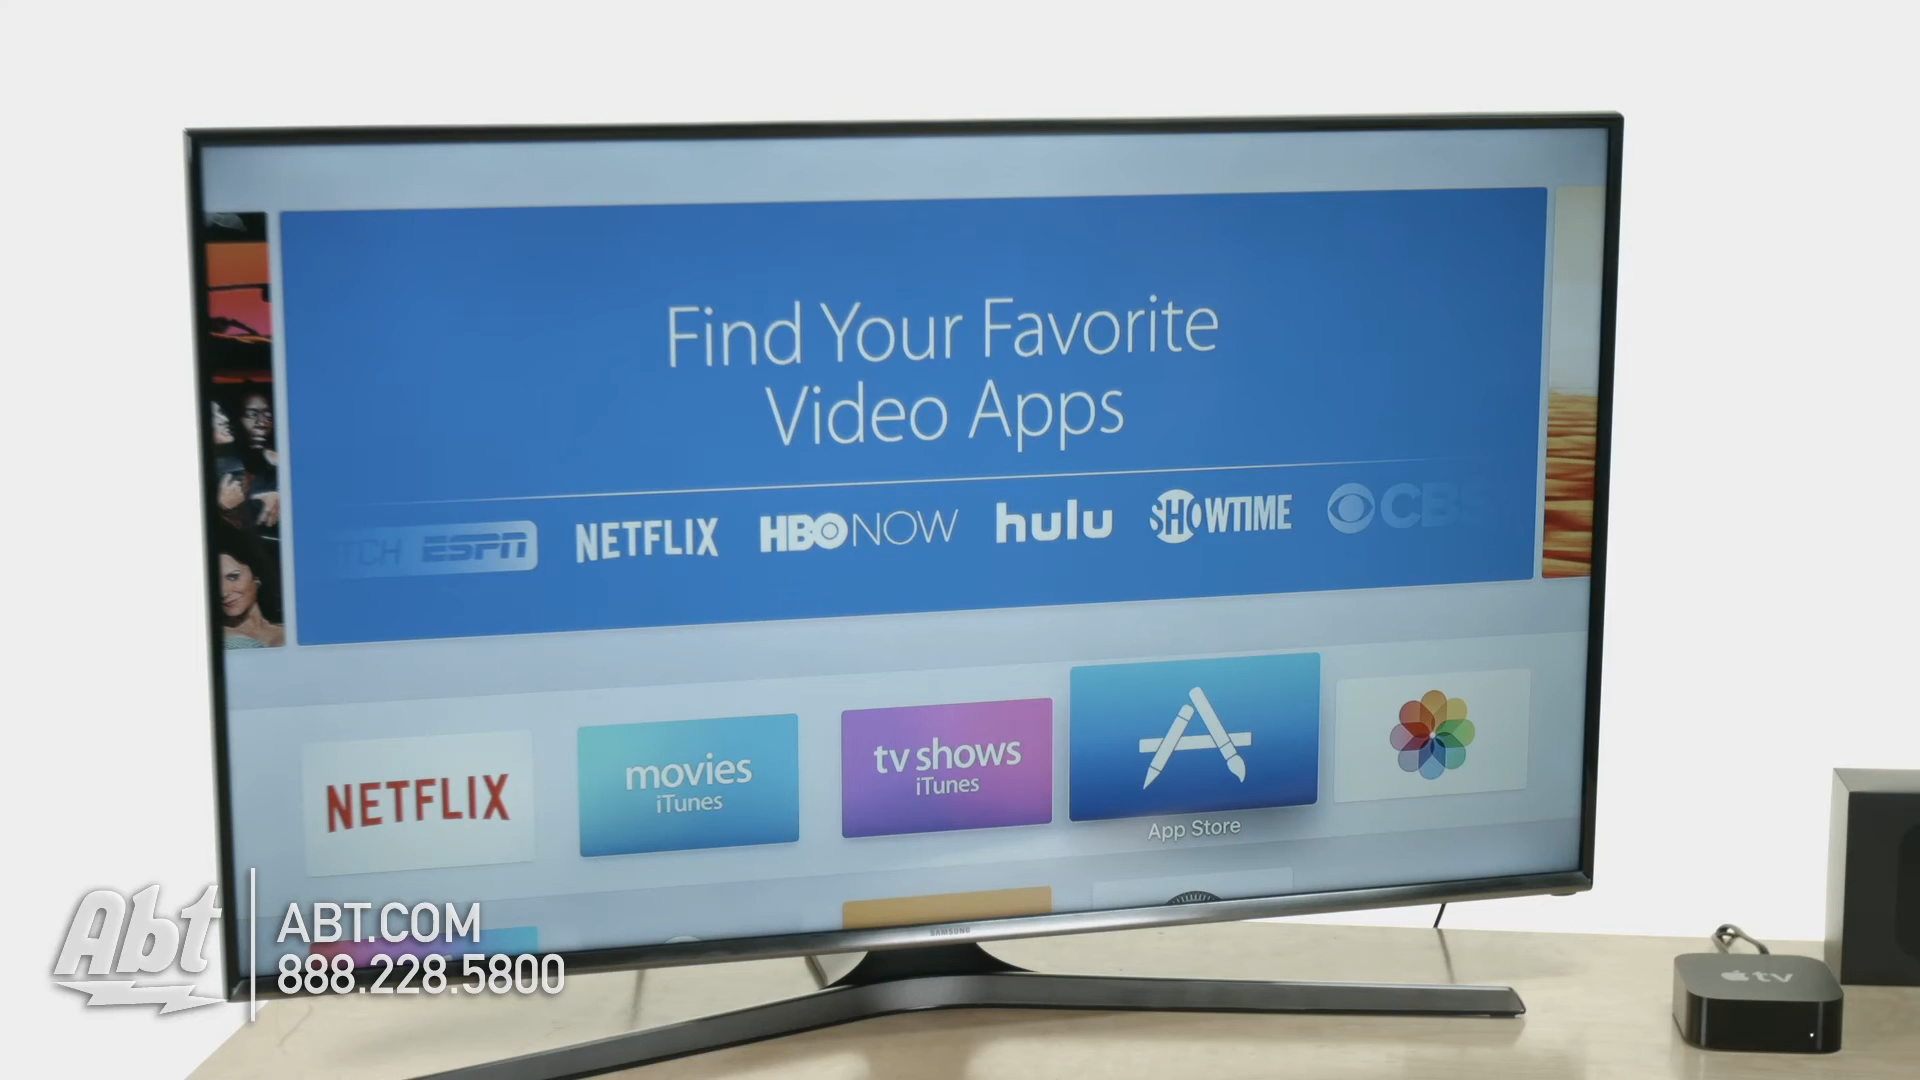 Find Your Favorite
Video Apps
ESPN
NETFLIX
HBO NOW
hulu
SHOWTIME
CBS
NETFLIX
movies
iTunes
tv shows
iTunes
App Store
SAMSUNG
tv
Abt
ABT.COM
888.228.5800